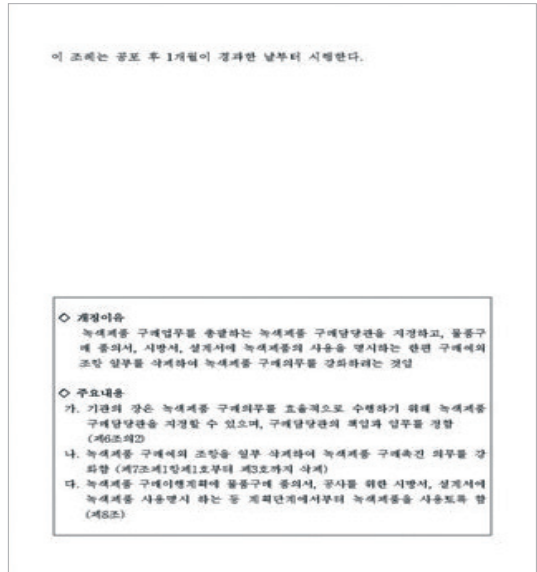 이 조례는 공포 후 1개월이 경과한 날부터 시행한다.
◇ 개정이유
녹색제품 구매업무를 총괄하는 녹색제품 구매담당관을 지정하고, 물품구
매 품의서, 시방서, 설계서에 녹색제품의 사용을 명시하는 한편 구매예외
조항 일부를 삭제하여 녹색제품 구매의무를 강화하려는 것임
◇ 주요내용
가. 기관의 장은 녹색제품 구매의무를 효율적으로 수행하기 위해 녹색제품
구매담당관을 지정할 수 있으며, 구매담당관의 책임과 임무를 정함
(제6조의2)
나. 녹색제품 구매예외 조항을 일부 삭제하여 녹색제품 구매촉진 의무를 강
화함 (제7조제1항제1호부터 제3호까지 삭제)
다. 녹색제품 구매이행계획에 물품구매 품의서, 공사를 위한 시방서, 설계서에
녹색제품 사용명시 하는 등 계획단계에서부터 녹색제품을 사용토록 함
(제8조)